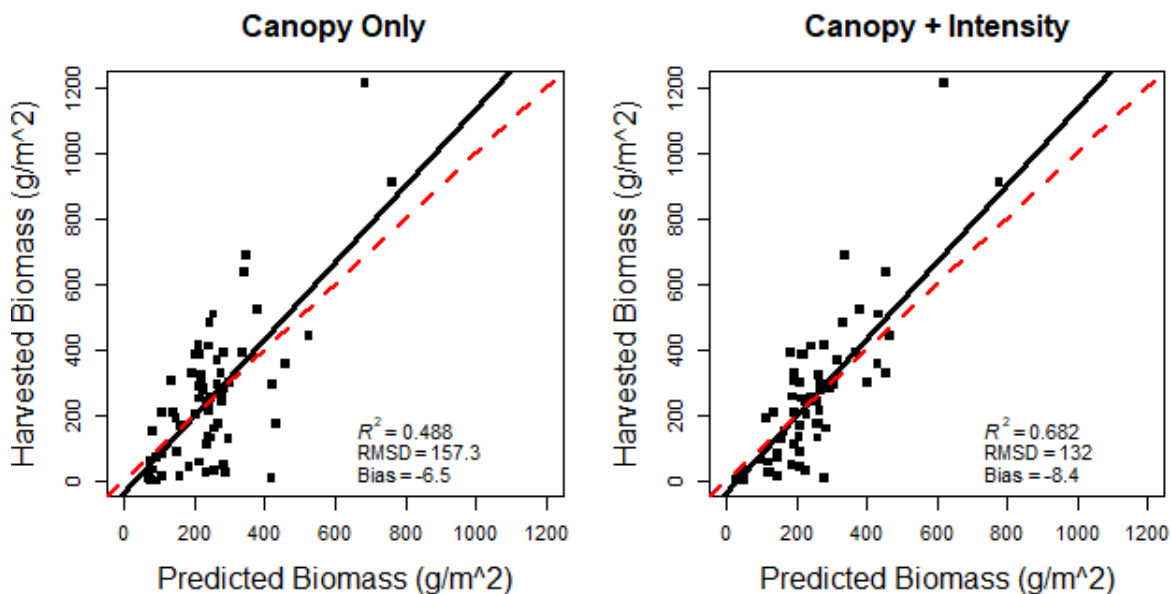 Canopy Only
Harvested Biomass (g/m^2)
1200
1000
800
600
400
200
0
R^2 = 0.488
RMSD = 157.3
Bias = -6.5
0 200 400 600 800 1000 1200
Predicted Biomass (g/m^2)
Canopy + Intensity
Harvested Biomass (g/m^2)
1200
1000
800
600
400
200
0
R^2 = 0.682
RMSD = 132
Bias = -8.4
0 200 400 600 800 1000 1200
Predicted Biomass (g/m^2)